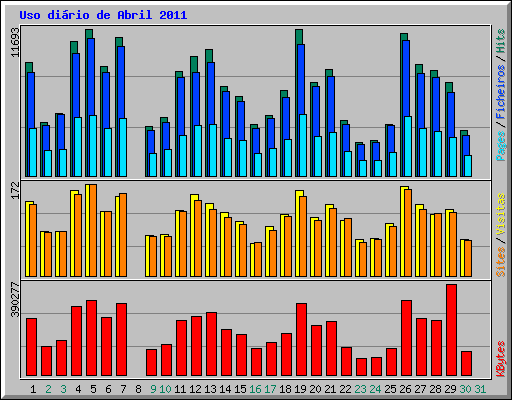 Uso diário de Abril 2011
11693
Pages / Ficheiros / Hits
172
Sites / Visitas
390277
KBytes
1 2 3 4 5 6 7 8 9 10 11 12 13 14 15 16 17 18 19 20 21 22 23 24 25 26 27 28 29 30 31